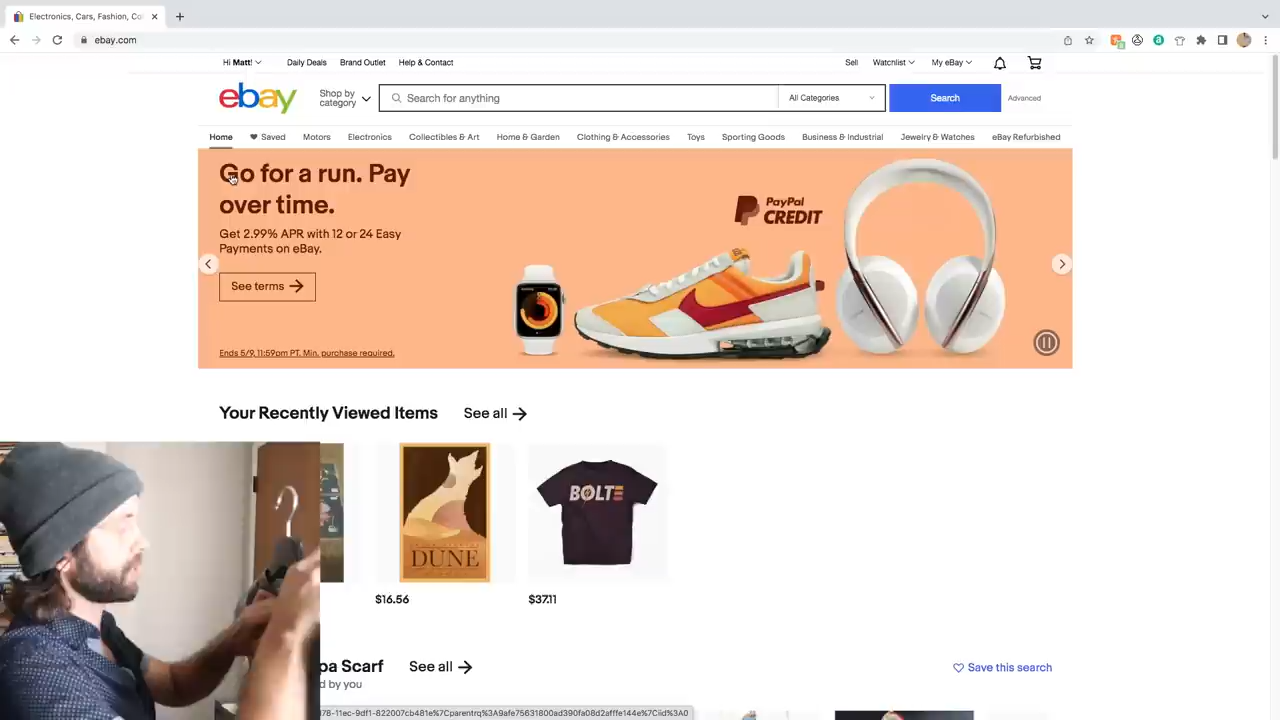 Electronics, Cars, Fashion, Co
ebay.com
Hi Matt!
Daily Deals
Brand Outlet
Help & Contact
Sell
Watchlist
My eBay
ebay
Shop by
category
Search for anything
All Categories
Search
Advanced
Home
Saved
Motors
Electronics
Collectibles & Art
Home & Garden
Clothing & Accessories
Toys
Sporting Goods
Business & Industrial
Jewelry & Watches
eBay Refurbished
Go for a run. Pay
over time.
Get 2.99% APR with 12 or 24 Easy
Payments on eBay.
See terms
Ends 5/9, 11:59pm PT. Min. purchase required.
PayPal
CREDIT
Your Recently Viewed Items
See all
DUNE
BOLTE
$16.56
$37.11
pa Scarf
See all
d by you
Save this search